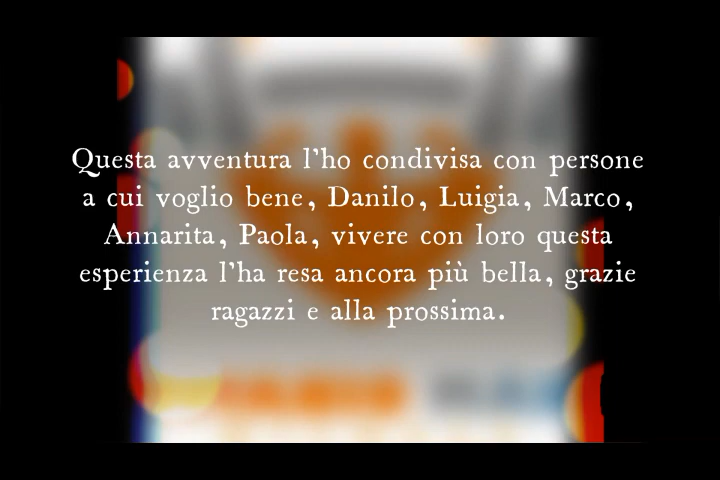 Questa avventura l'ho condivisa con persone
a cui voglio bene, Danilo, Luigia, Marco,
Annarita, Paola, vivere con loro questa
esperienza l'ha resa ancora più bella, grazie
ragazzi e alla prossima.